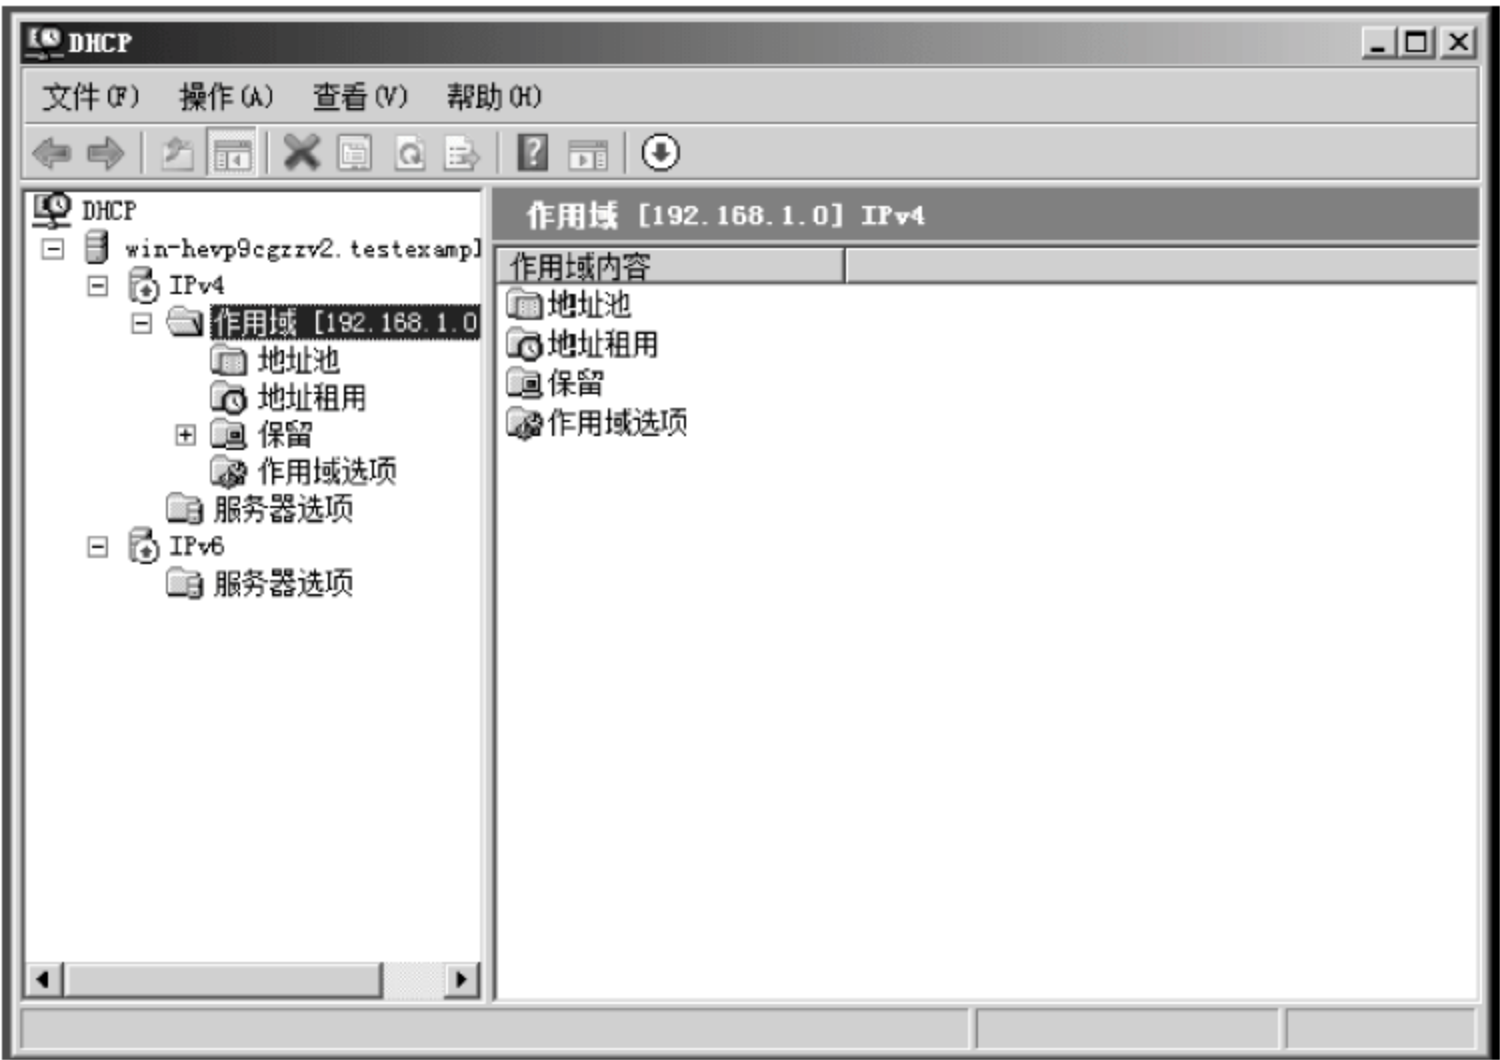 DHCP
文件(F) 操作(A) 查看(V) 帮助(H)
DHCP
win-hevp9cgzzv2.testexampl
IPv4
作用域 [192.168.1.0
地址池
地址租用
保留
作用域选项
服务器选项
IPv6
服务器选项
作用域 [192.168.1.0] IPv4
作用域内容
地址池
地址租用
保留
作用域选项